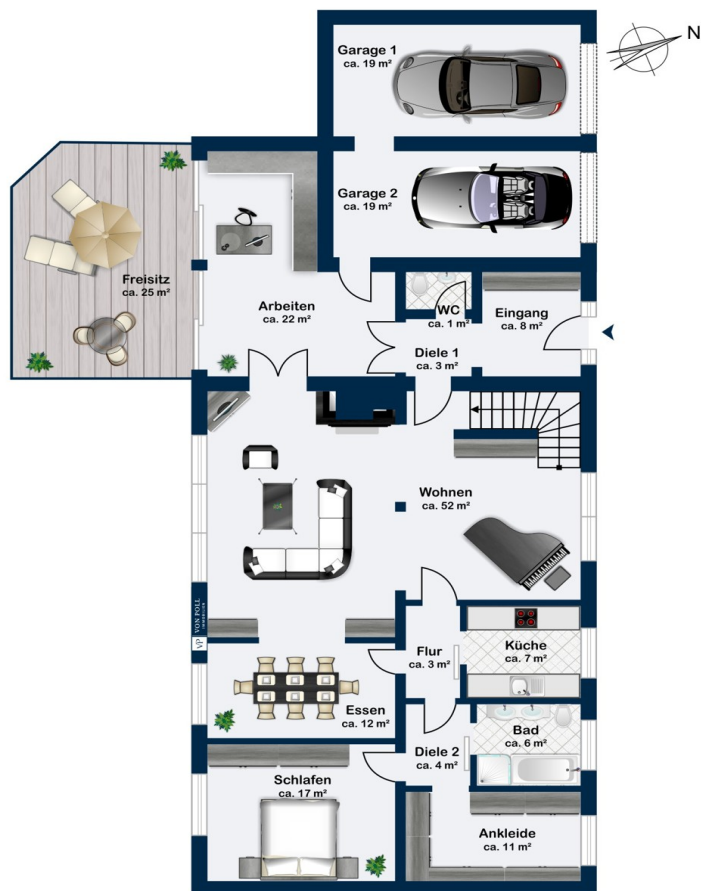 N
Garage 1
ca. 19 m²
Garage 2
ca. 19 m²
Freisitz
ca. 25 m²
Arbeiten
ca. 22 m²
WC
ca. 1 m²
Eingang
ca. 8 m²
Diele 1
ca. 3 m²
Wohnen
ca. 52 m²
VON POLL
IMMOBILIEN
VP
Flur
ca. 3 m²
Küche
ca. 7 m²
Essen
ca. 12 m²
Diele 2
ca. 4 m²
Bad
ca. 6 m²
Schlafen
ca. 17 m²
Ankleide
ca. 11 m²